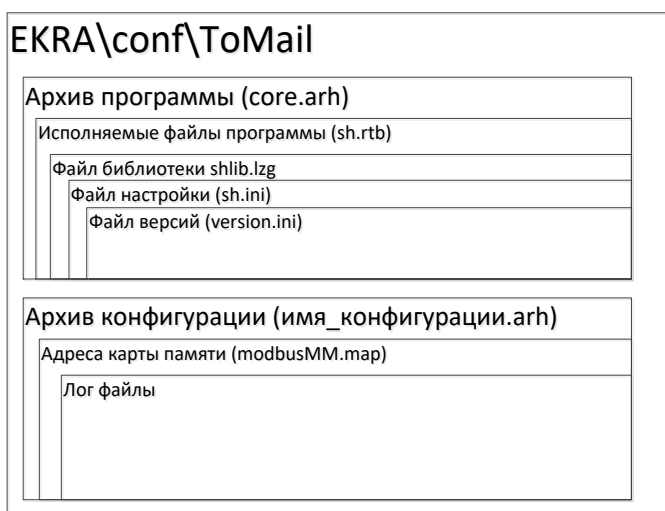 EKRA\conf\ToMail
Архив программы (core.arh)
Исполняемые файлы программы (sh.rtb)
Файл библиотеки shlib.lzg
Файл настройки (sh.ini)
Файл версий (version.ini)
Архив конфигурации (имя_конфигурации.arh)
Адреса карты памяти (modbusMM.map)
Лог файлы